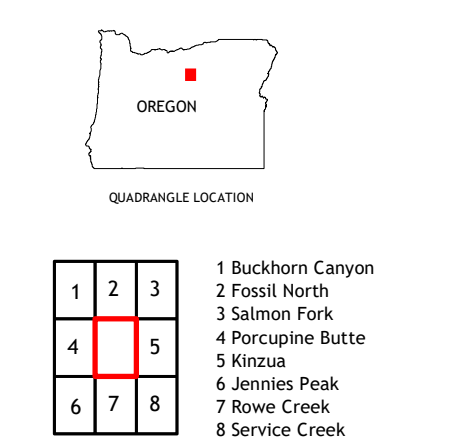 OREGON
QUADRANGLE LOCATION
1 2 3
4 5
6 7 8
1 Buckhorn Canyon
2 Fossil North
3 Salmon Fork
4 Porcupine Butte
5 Kinzua
6 Jennies Peak
7 Rowe Creek
8 Service Creek